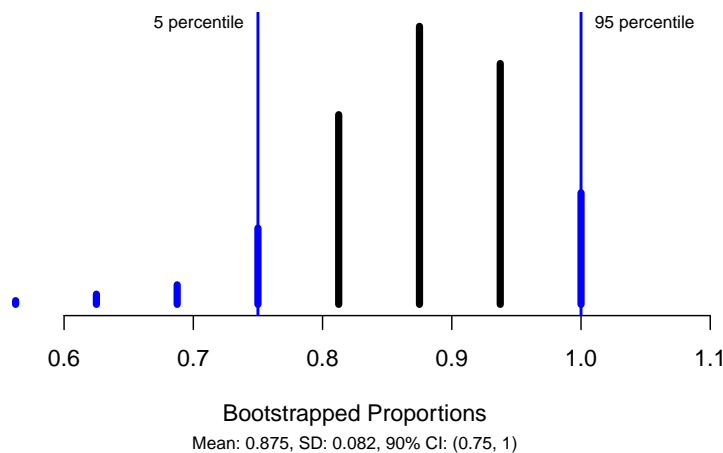 5 percentile 95 percentile
0.6 0.7 0.8 0.9 1.0 1.1
Bootstrapped Proportions
Mean: 0.875, SD: 0.082, 90% CI: (0.75, 1)